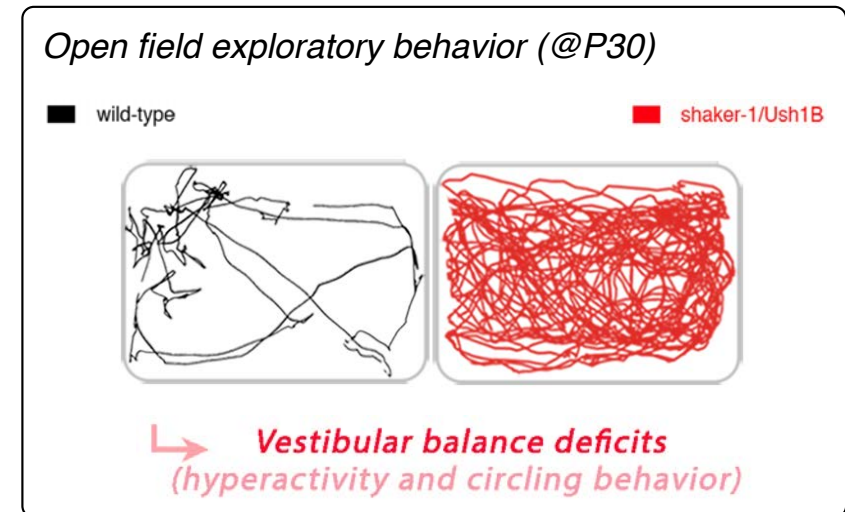 Open field exploratory behavior (@P30)
wild-type
shaker-1/Ush1B
Vestibular balance deficits
(hyperactivity and circling behavior)